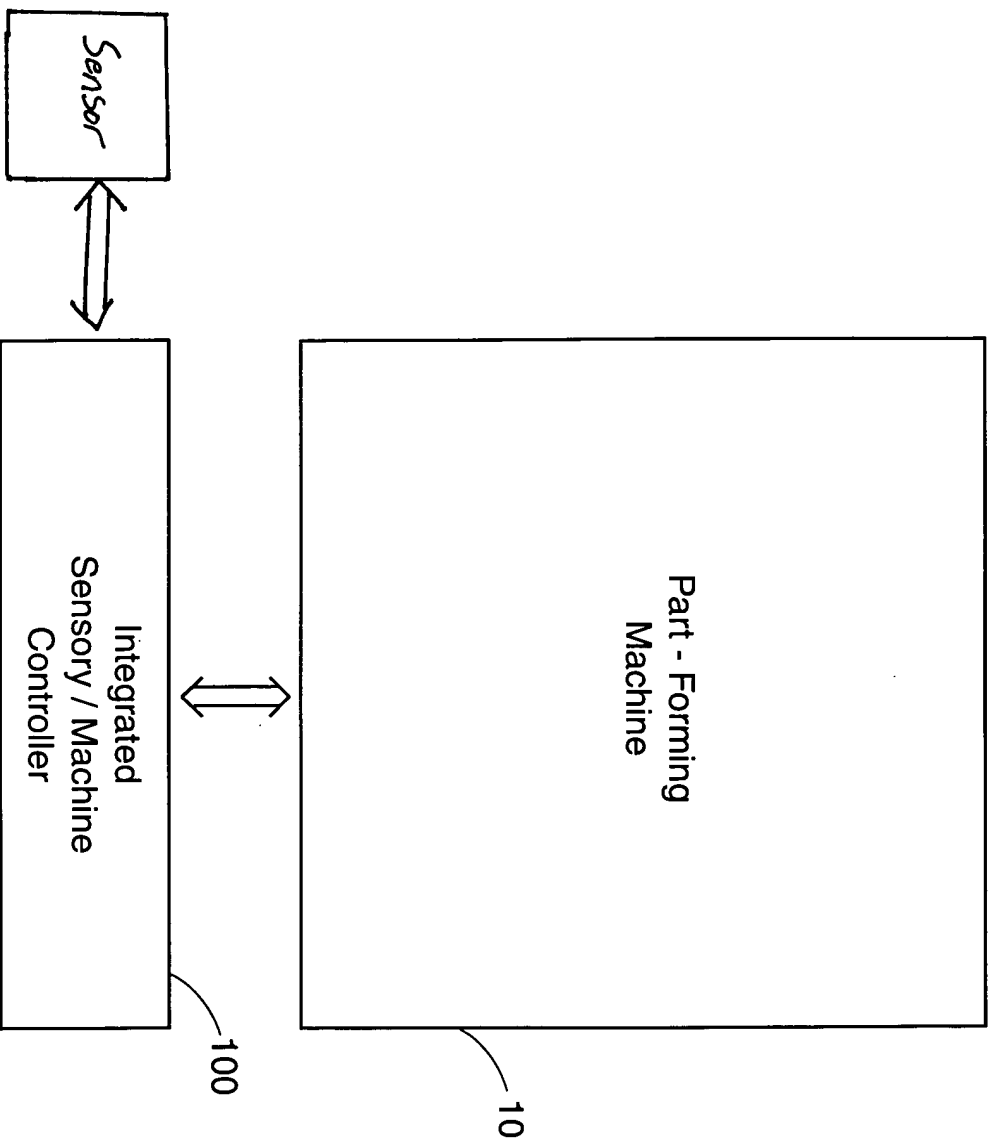 Sensor
Part - Forming
Machine
10
Integrated
Sensory / Machine
Controller
100